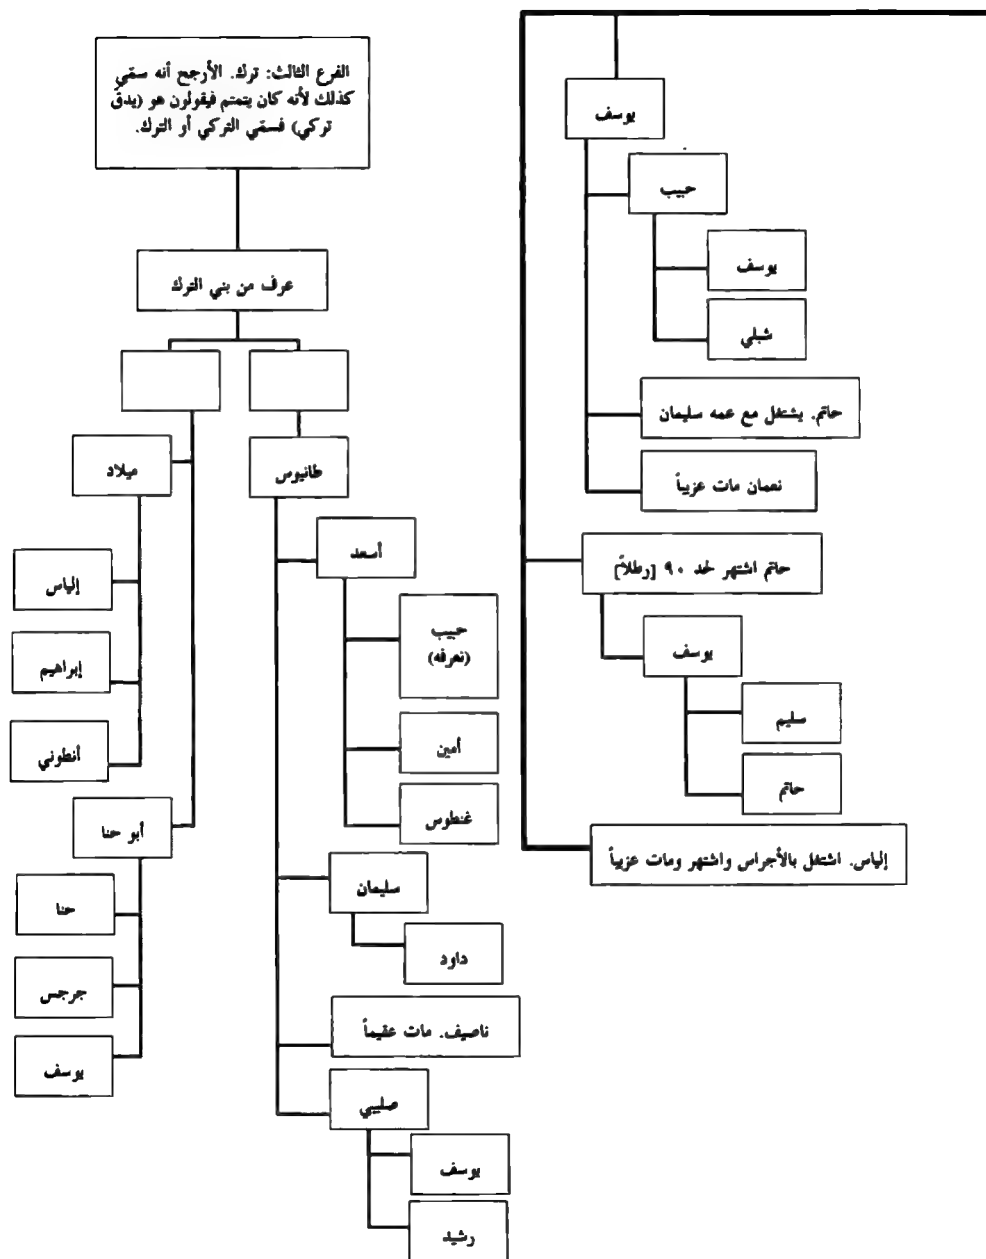 يوسف
حبيب
يوسف
شبلي
حاتم. يشتغل مع عمه سليمان
نعمان مات عزيباً
حاتم اشتهر لحد ٩٠ [رطلاً]
يوسف
سليم
حاتم
إلياس. اشتغل بالأجراس واشتهر ومات عزيباً
الفرع الثالث: ترك. الأرجح أنه سمّي
كذلك لأنه كان يتمتم فيقولون هو (يدقّ
تركي) فسمّي التركي أو الترك.
عرف من بني الترك
طانيوس
أسعد
حبيب
(نعرفه)
أمين
غنطوس
سليمان
داود
ناصيف. مات عقيماً
صليبي
يوسف
رشيد
ميلاد
إلياس
إبراهيم
أنطوني
أبو حنا
حنا
جرجس
يوسف